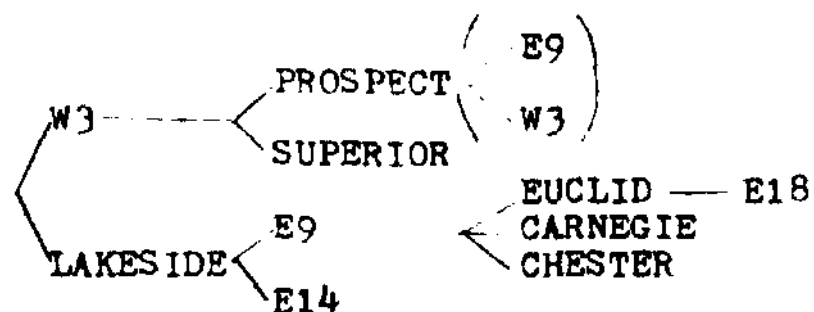 E9
PROSPECT
W3 W3
SUPERIOR
EUCLID — E18
E9 CARNEGIE
LAKESIDE CHESTER
E14